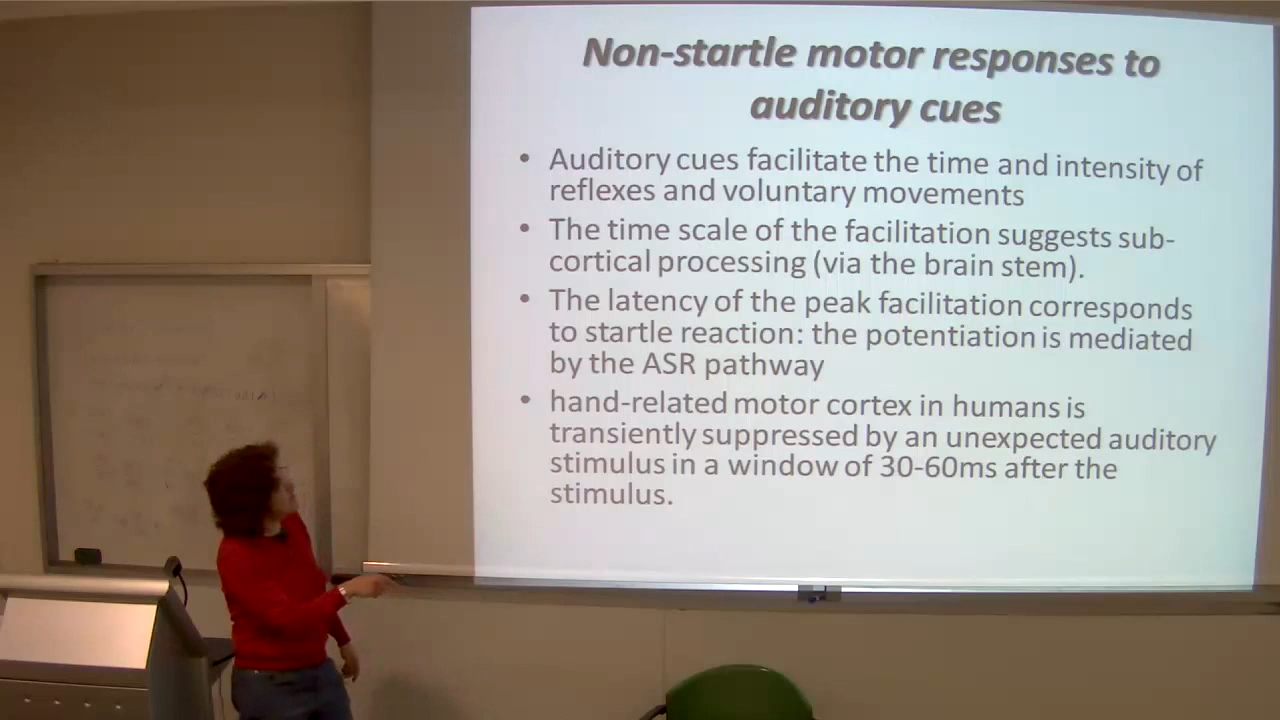 Non-startle motor responses to
auditory cues
• Auditory cues facilitate the time and intensity of
reflexes and voluntary movements
• The time scale of the facilitation suggests sub-
cortical processing (via the brain stem).
• The latency of the peak facilitation corresponds
to startle reaction: the potentiation is mediated
by the ASR pathway
• hand-related motor cortex in humans is
transiently suppressed by an unexpected auditory
stimulus in a window of 30-60ms after the
stimulus.